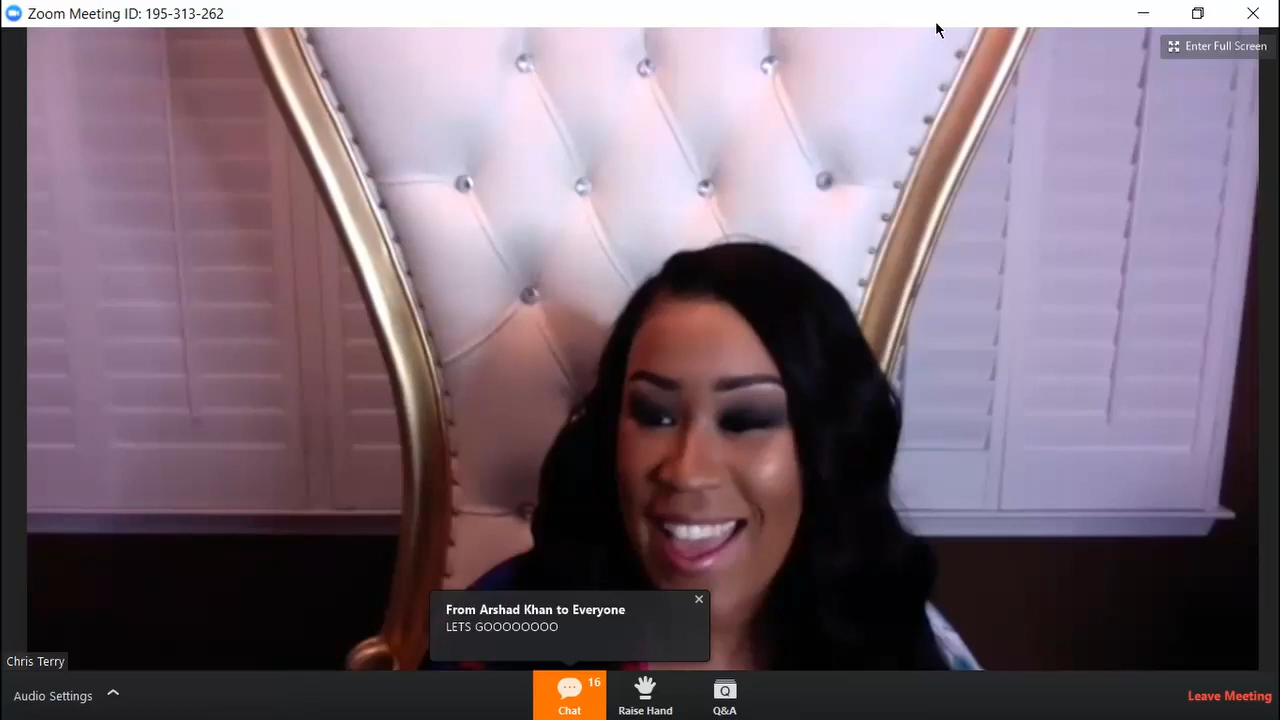 Zoom Meeting ID: 195-313-262
Enter Full Screen
From Arshad Khan to Everyone
LETS GOOOOOOOO
Chris Terry
Audio Settings
16
Chat
Raise Hand
Q
Q&A
Leave Meeting